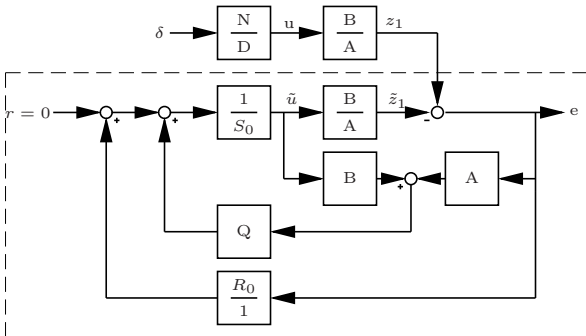 δ N/D u B/A z₁
r = 0 + + 1/S₀ ũ B/A z̃₁ - e
B + A
Q
R₀/1